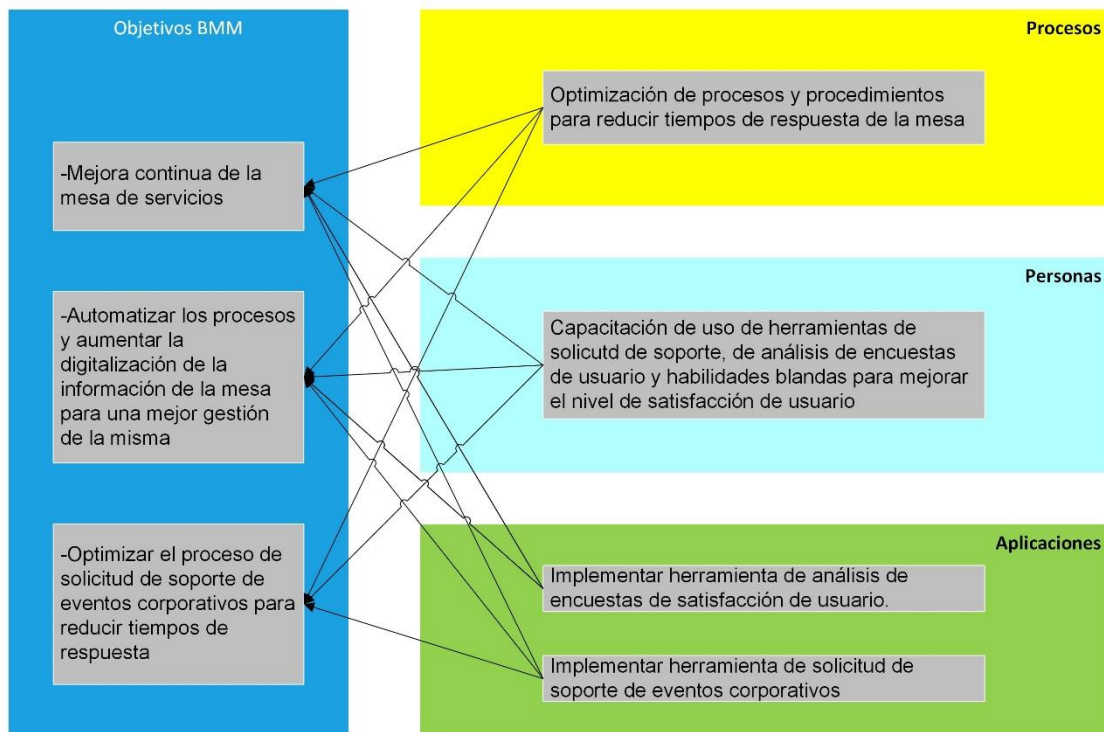 Objetivos BMM
-Mejora continua de la
mesa de servicios
-Automatizar los procesos
y aumentar la
digitalización de la
información de la mesa
para una mejor gestión
de la misma
-Optimizar el proceso de
solicitud de soporte de
eventos corporativos para
reducir tiempos de
respuesta
Procesos
Optimización de procesos y procedimientos
para reducir tiempos de respuesta de la mesa
Personas
Capacitación de uso de herramientas de
solicutd de soporte, de análisis de encuestas
de usuario y habilidades blandas para mejorar
el nivel de satisfacción de usuario
Aplicaciones
Implementar herramienta de análisis de
encuestas de satisfacción de usuario.
Implementar herramienta de solicitud de
soporte de eventos corporativos